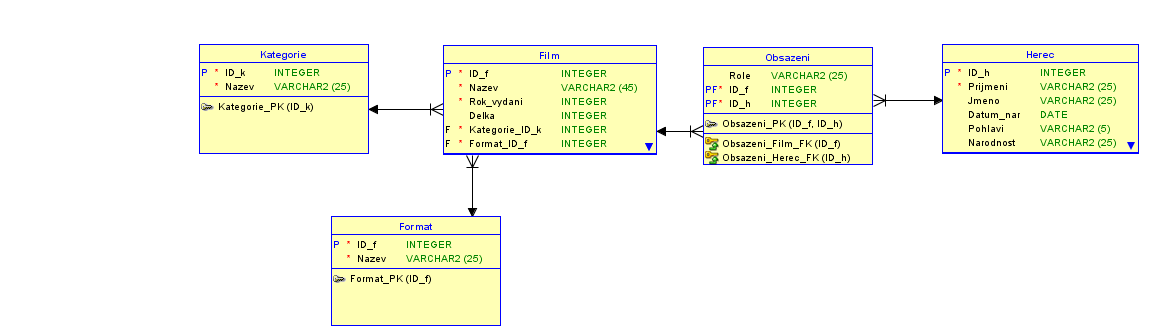 Kategorie
P * ID_k INTEGER
* Nazev VARCHAR2 (25)
Kategorie_PK (ID_k)
Film
P * ID_f INTEGER
* Nazev VARCHAR2 (45)
* Rok_vydani INTEGER
Delka INTEGER
F * Kategorie_ID_k INTEGER
F * Format_ID_f INTEGER
Obsazeni
Role VARCHAR2 (25)
PF* ID_f INTEGER
PF* ID_h INTEGER
Obsazeni_PK (ID_f, ID_h)
Obsazeni_Film_FK (ID_f)
Obsazeni_Herec_FK (ID_h)
Herec
P * ID_h INTEGER
* Prijmeni VARCHAR2 (25)
Jmeno VARCHAR2 (25)
Datum_nar DATE
Pohlavi VARCHAR2 (5)
Narodnost VARCHAR2 (25)
Format
P * ID_f INTEGER
* Nazev VARCHAR2 (25)
Format_PK (ID_f)